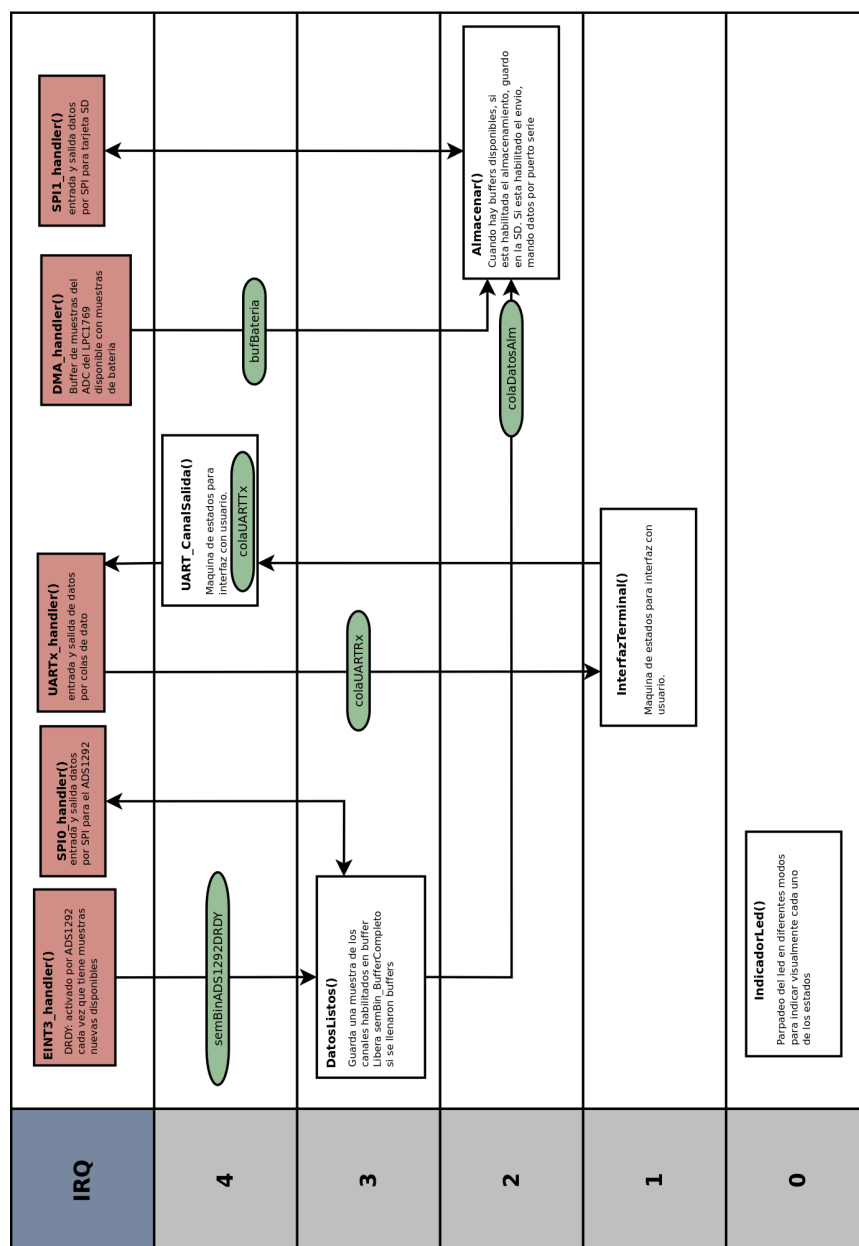 IRQ
EINT3_handler()
DRDY: activado por ADS1292
cada vez que tiene muestras
nuevas disponibles
SPI0_handler()
entrada y salida datos
por SPI para el ADS1292
UARTx_handler()
entrada y salida de datos
por colas de dato
DMA_handler()
Buffer de muestras del
ADC del LPC1769
disponible con muestras
de bateria
SPI1_handler()
entrada y salida datos
por SPI para tarjeta SD
4
semBinADS1292DRDY
UART_CanalSalida()
Maquina de estados para
interfaz con usuario.
colaUARTTx
bufBateria
3
DatosListos()
Guarda una muestra de los
canales habilitados en buffer
Libera semBin_BufferCompleto
si se llenaron buffers
colaUARTRx
2
colaDatosAlm
Almacenar()
Cuando hay buffers disponibles, si
esta habilitada el almacenamiento, guardo
en la SD. Si esta habilitado el envio,
mando datos por puerto serie
1
InterfazTerminal()
Maquina de estados para interfaz con
usuario.
0
IndicadorLed()
Parpadeo del led en diferentes modos
para indicar visualmente cada uno
de los estados